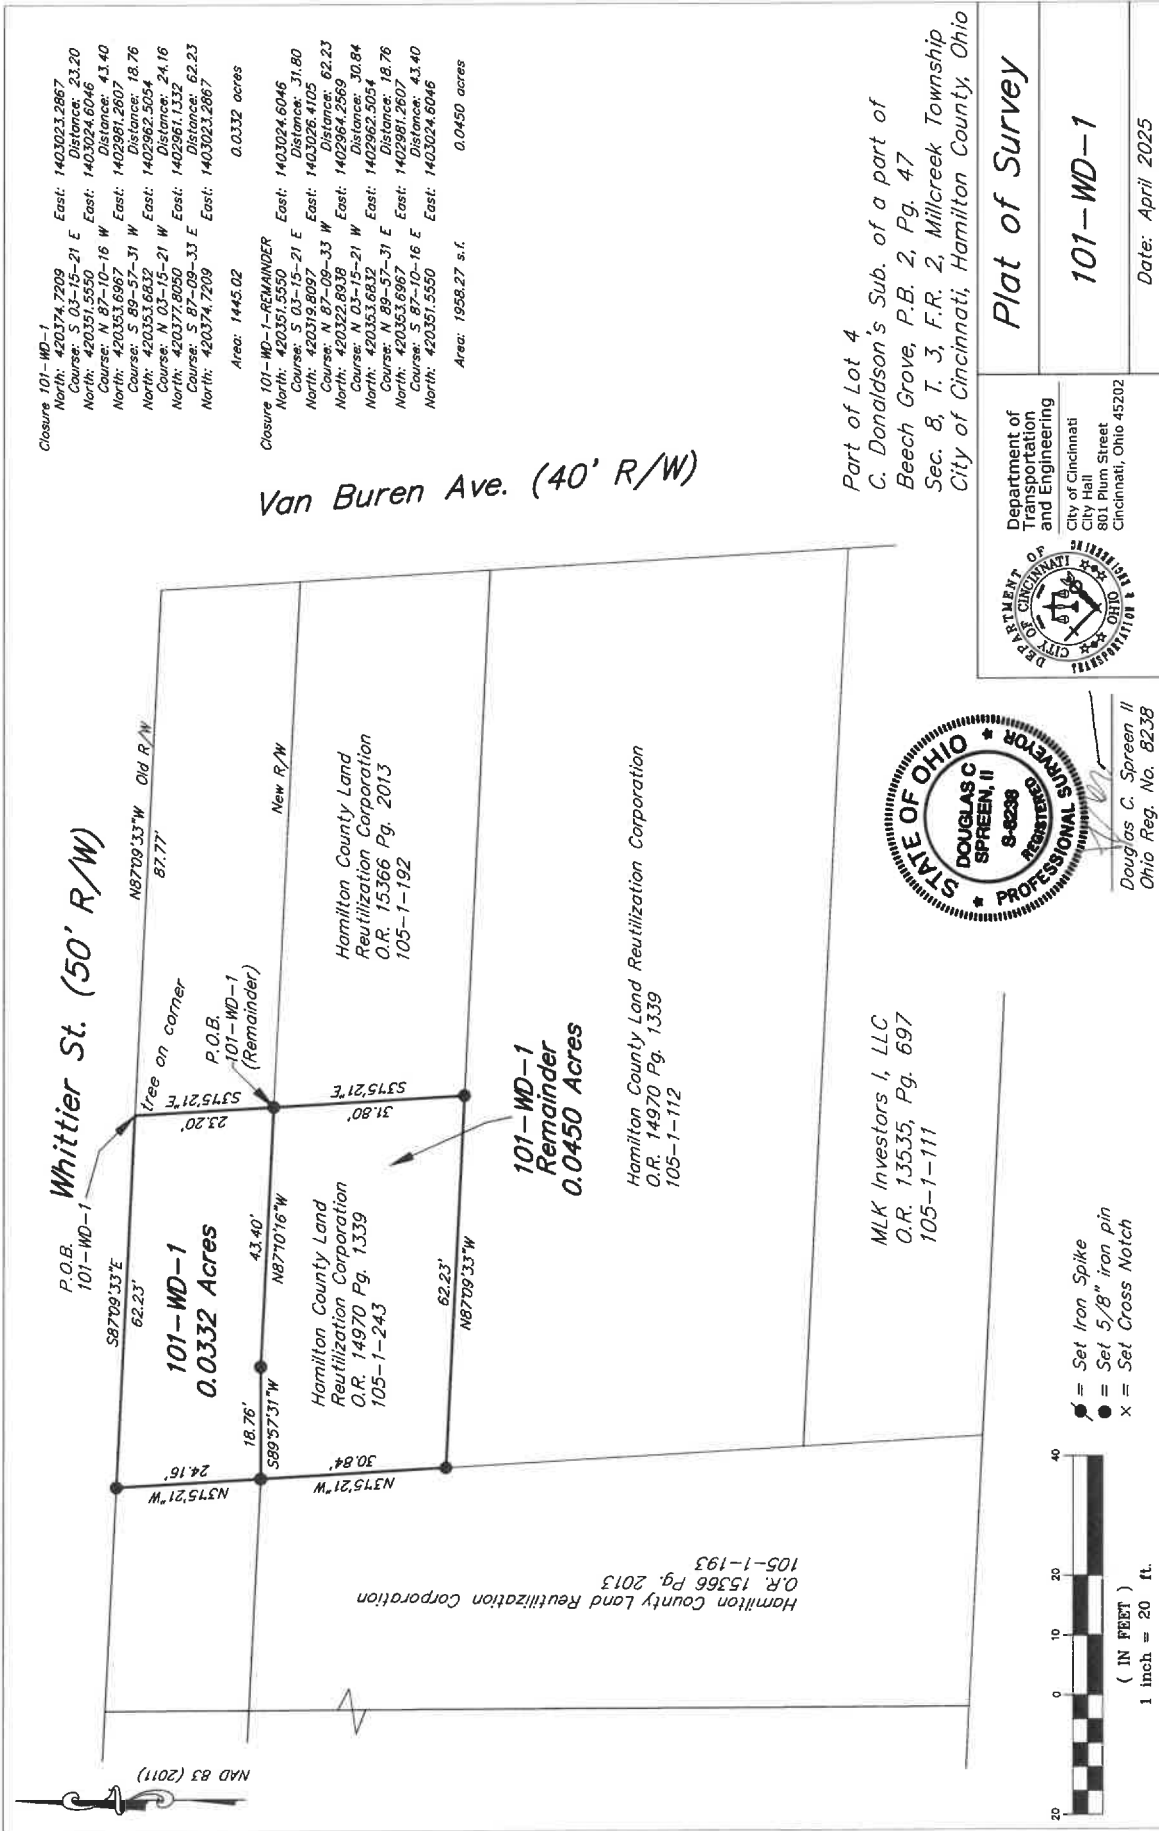 Closure 101-WD-1
North: 420374.7209 East: 1403023.2867
Course: S 03-15-21 E Distance: 23.20
North: 420351.5550 East: 1403024.6046
Course: N 87-10-16 W Distance: 43.40
North: 420353.6967 East: 1402981.2607
Course: S 89-57-31 W Distance: 18.76
North: 420353.6832 East: 1402962.5054
Course: N 03-15-21 W Distance: 24.16
North: 420377.8050 East: 1402961.1332
Course: S 87-09-33 E Distance: 62.23
North: 420374.7209 East: 1403023.2867
Area: 1445.02 0.0332 acres
Closure 101-WD-1-REMAINDER
North: 420351.5550 East: 1403024.6046
Course: S 03-15-21 E Distance: 31.80
North: 420319.8097 East: 1403026.4105
Course: N 87-09-33 W Distance: 62.23
North: 420322.8938 East: 1402964.2569
Course: N 03-15-21 W Distance: 30.84
North: 420353.6832 East: 1402962.5054
Course: N 89-57-31 E Distance: 18.76
North: 420353.6967 East: 1402981.2607
Course: S 87-10-16 E Distance: 43.40
North: 420351.5550 East: 1403024.6046
Area: 1958.27 s.f. 0.0450 acres
NAD 83 (2011)
Whittier St. (50' R/W)
Van Buren Ave. (40' R/W)
P.O.B.
101-WD-1
S87°09'33"E
62.23'
N87°09'33"W Old R/W
87.77'
tree on corner
P.O.B.
101-WD-1
(Remainder)
New R/W
101-WD-1
0.0332 Acres
24.16'
N3°15'21"W
23.20'
S3°15'21"E
18.76'
S89°57'31"W
43.40'
N87°10'16"W
Hamilton County Land
Reutilization Corporation
O.R. 14970 Pg. 1339
105-1-243
30.84'
N3°15'21"W
31.80'
S3°15'21"E
62.23'
N87°09'33"W
Hamilton County Land
Reutilization Corporation
O.R. 15366 Pg. 2013
105-1-192
101-WD-1
Remainder
0.0450 Acres
Hamilton County Land Reutilization Corporation
O.R. 15366 Pg. 2013
105-1-193
Hamilton County Land Reutilization Corporation
O.R. 14970 Pg. 1339
105-1-112
MLK Investors I, LLC
O.R. 13535, Pg. 697
105-1-111
Part of Lot 4
C. Donaldson's Sub. of a part of
Beech Grove, P.B. 2, Pg. 47
Sec. 8, T. 3, F.R. 2, Millcreek Township
City of Cincinnati, Hamilton County, Ohio
20 0 10 20 40
( IN FEET )
1 inch = 20 ft.
= Set Iron Spike
= Set 5/8" iron pin
x = Set Cross Notch
STATE OF OHIO
DOUGLAS C
SPREEN, II
S-8238
REGISTERED
PROFESSIONAL SURVEYOR
Douglas C. Spreen II
Ohio Reg. No. 8238
DEPARTMENT OF
TRANSPORTATION & ENGINEERING
CITY OF CINCINNATI
OHIO
Department of
Transportation
and Engineering
City of Cincinnati
City Hall
801 Plum Street
Cincinnati, Ohio 45202
Plat of Survey
101-WD-1
Date: April 2025